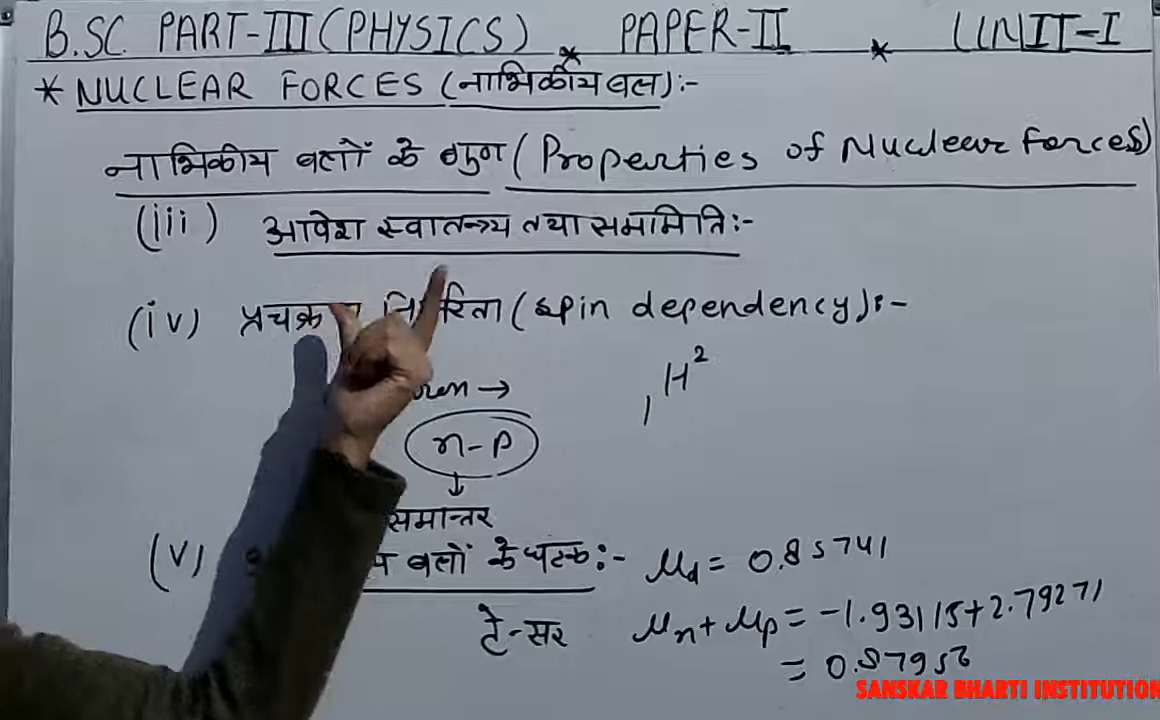 B.SC PART-III (PHYSICS) * PAPER-II * UNIT-I
* NUCLEAR FORCES (नाभिकीय बल):-
नाभिकीय बलों के गुण (Properties of Nuclear Forces)
(iii) आवेश स्वातन्त्र्य तथा सममिति:-
(iv) (spin dependency):-
₁H²
n-p
↓
समान्तर
(v) बलों के घटक:- μd = 0.85741
टेन्सर μn + μp = -1.93115 + 2.79271
= 0.87956
SANSKAR BHARTI INSTITUTION